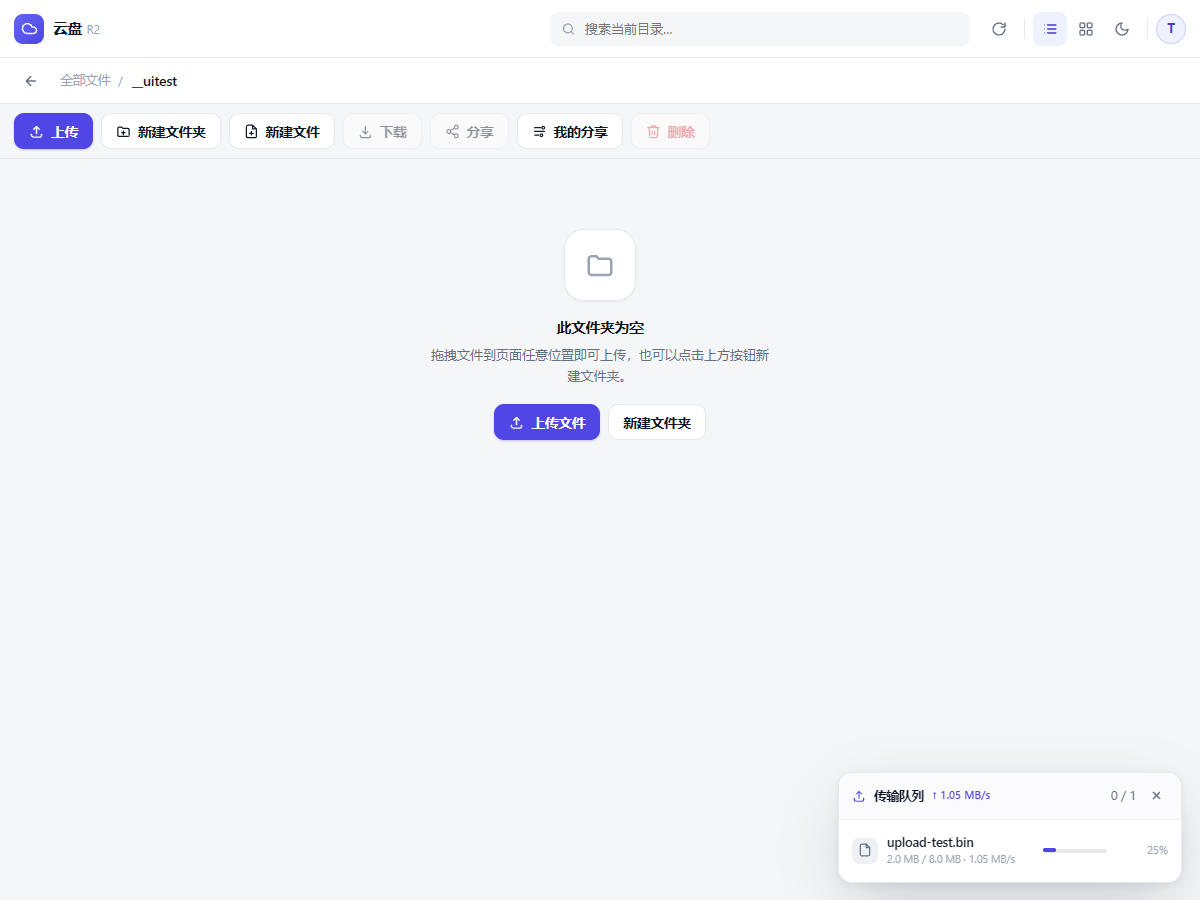 云盘 R2
搜索当前目录...
T
全部文件 / __uitest
上传 新建文件夹 新建文件 下载 分享 我的分享 删除
此文件夹为空
拖拽文件到页面任意位置即可上传，也可以点击上方按钮新
建文件夹。
上传文件 新建文件夹
传输队列 ↑ 1.05 MB/s 0 / 1 ×
upload-test.bin
2.0 MB / 8.0 MB · 1.05 MB/s
25%